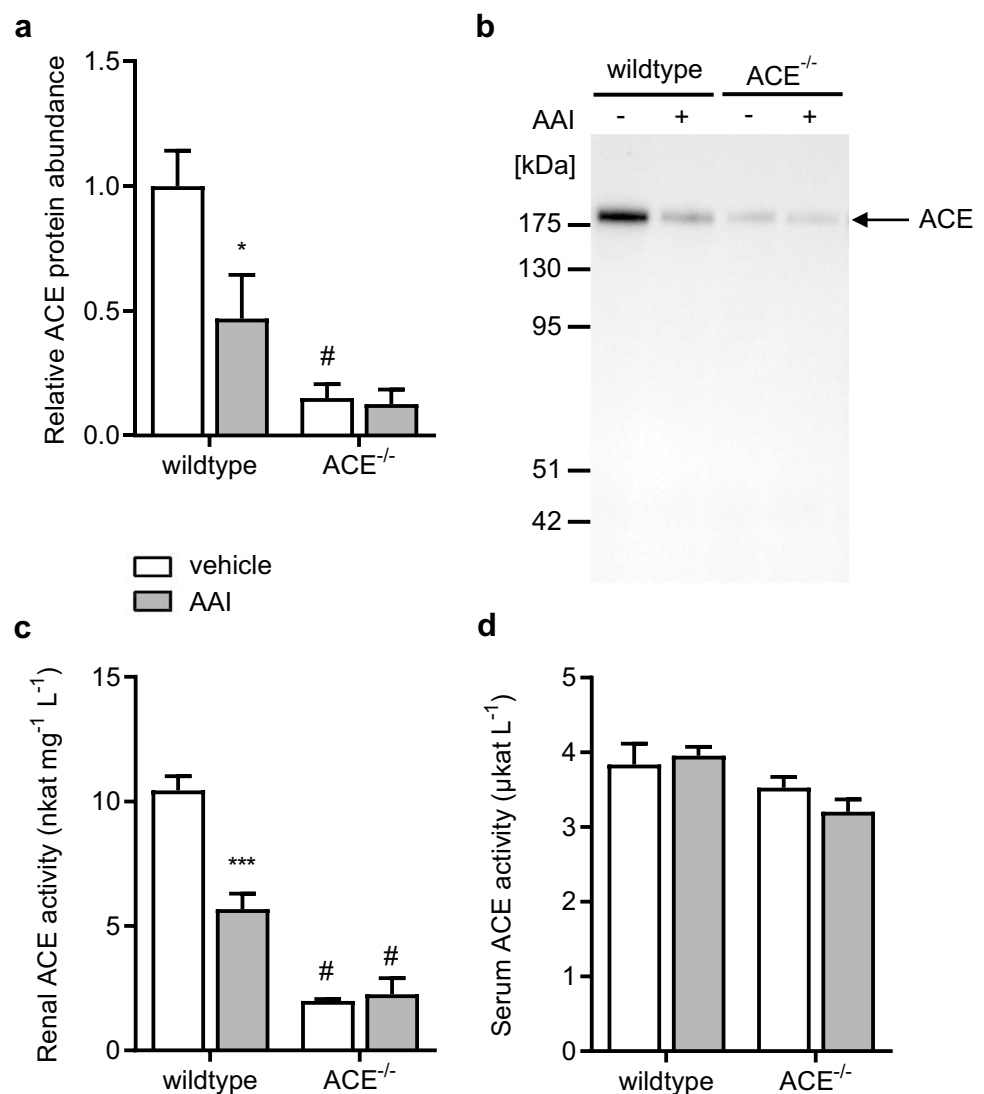 a
Relative ACE protein abundance
1.5
1.0
0.5
0.0
*
#
wildtype
ACE-/-
b
wildtype
ACE-/-
AAI - + - +
[kDa]
175
130
95
51
42
ACE
vehicle
AAI
c
Renal ACE activity (nkat mg-1 L-1)
15
10
5
0
***
#
#
wildtype
ACE-/-
d
Serum ACE activity (µkat L-1)
5
4
3
2
1
0
wildtype
ACE-/-